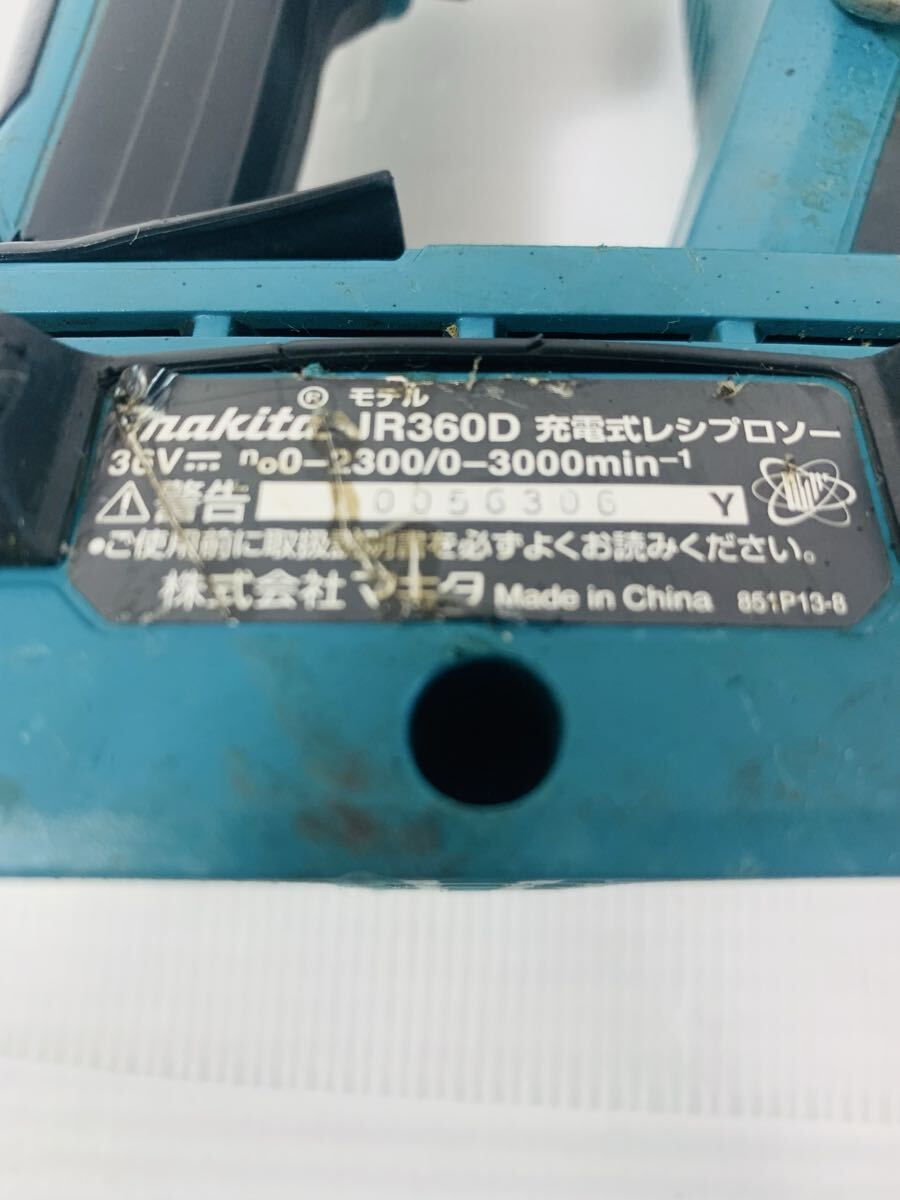 ® モデル
makita JR360D 充電式レシプロソー
36V⎓ n₀0-2300/0-3000min⁻¹
⚠警告 0056306 Y
•ご使用前に取扱説明書を必ずよくお読みください。
株式会社マキタ Made in China 851P13-8